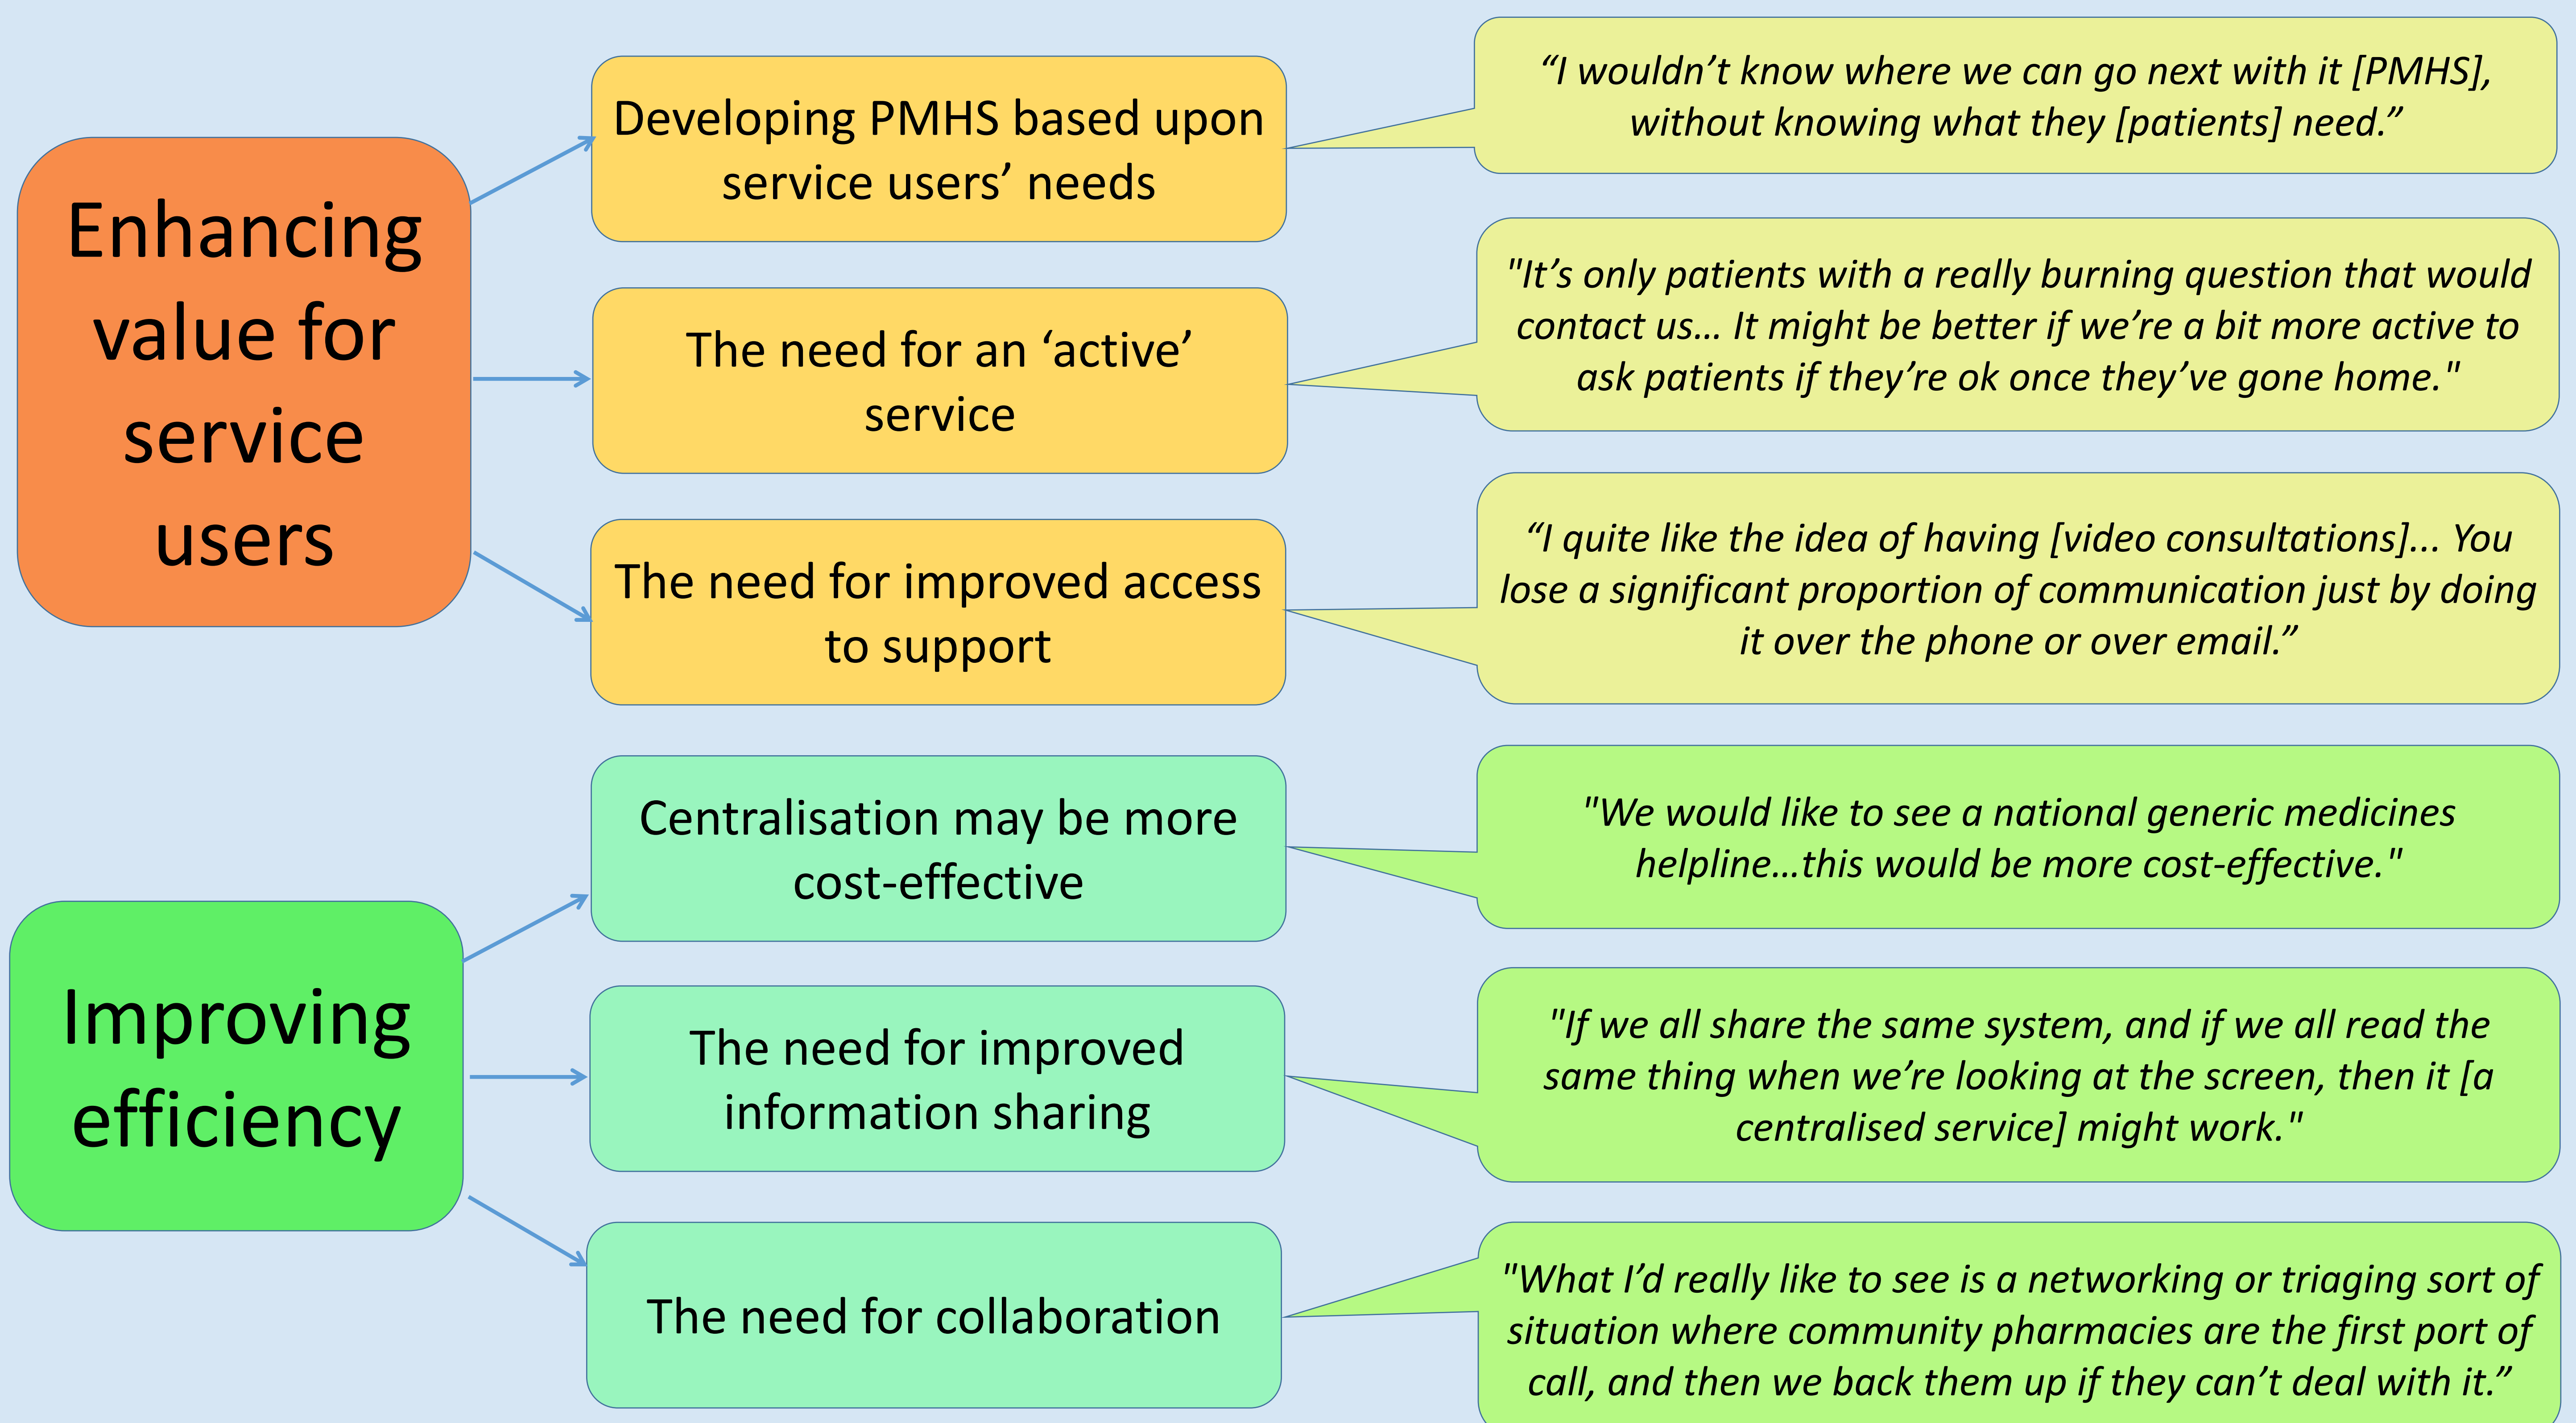 Enhancing
value for
service
users
Developing PMHS based upon
service users’ needs
“I wouldn’t know where we can go next with it [PMHS],
without knowing what they [patients] need.”
The need for an ‘active’
service
"It’s only patients with a really burning question that would
contact us… It might be better if we’re a bit more active to
ask patients if they’re ok once they’ve gone home."
The need for improved access
to support
“I quite like the idea of having [video consultations]... You
lose a significant proportion of communication just by doing
it over the phone or over email.”
Improving
efficiency
Centralisation may be more
cost-effective
"We would like to see a national generic medicines
helpline…this would be more cost-effective."
The need for improved
information sharing
"If we all share the same system, and if we all read the
same thing when we’re looking at the screen, then it [a
centralised service] might work."
The need for collaboration
"What I’d really like to see is a networking or triaging sort of
situation where community pharmacies are the first port of
call, and then we back them up if they can’t deal with it.”